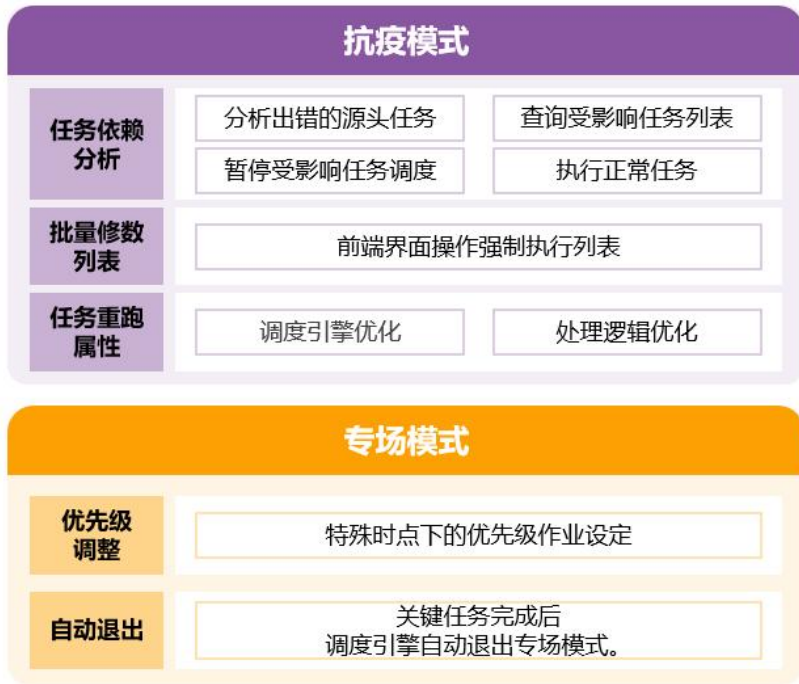 抗疫模式
任务依赖
分析
分析出错的源头任务
查询受影响任务列表
暂停受影响任务调度
执行正常任务
批量修数
列表
前端界面操作强制执行列表
任务重跑
属性
调度引擎优化
处理逻辑优化
专场模式
优先级
调整
特殊时点下的优先级作业设定
自动退出
关键任务完成后
调度引擎自动退出专场模式。